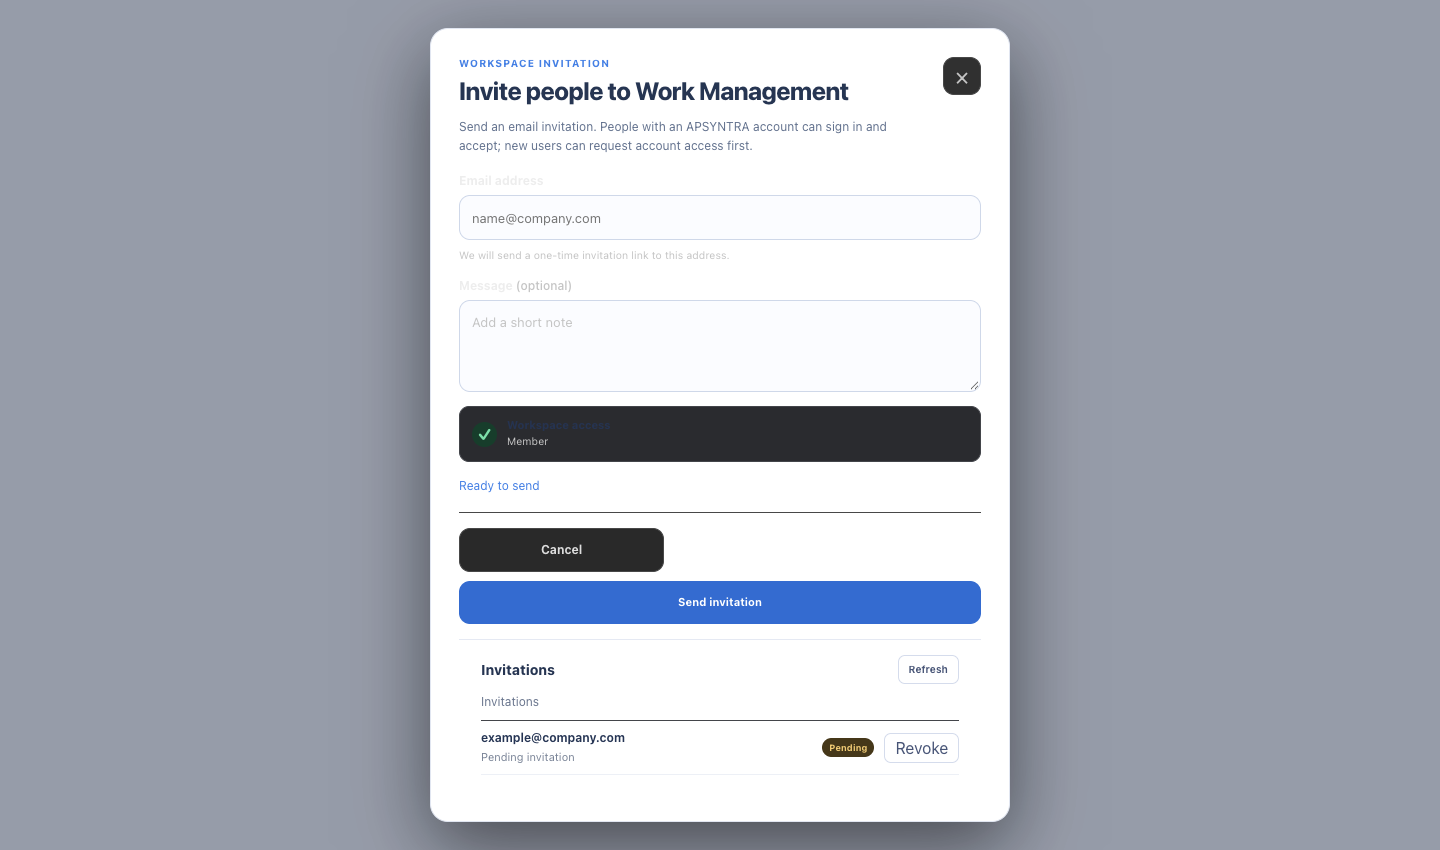 WORKSPACE INVITATION
Invite people to Work Management
Send an email invitation. People with an APSYNTRA account can sign in and
accept; new users can request account access first.
Email address
name@company.com
We will send a one-time invitation link to this address.
Message (optional)
Add a short note
Workspace access
Member
Ready to send
Cancel
Send invitation
Invitations
Refresh
Invitations
example@company.com
Pending invitation
Pending
Revoke